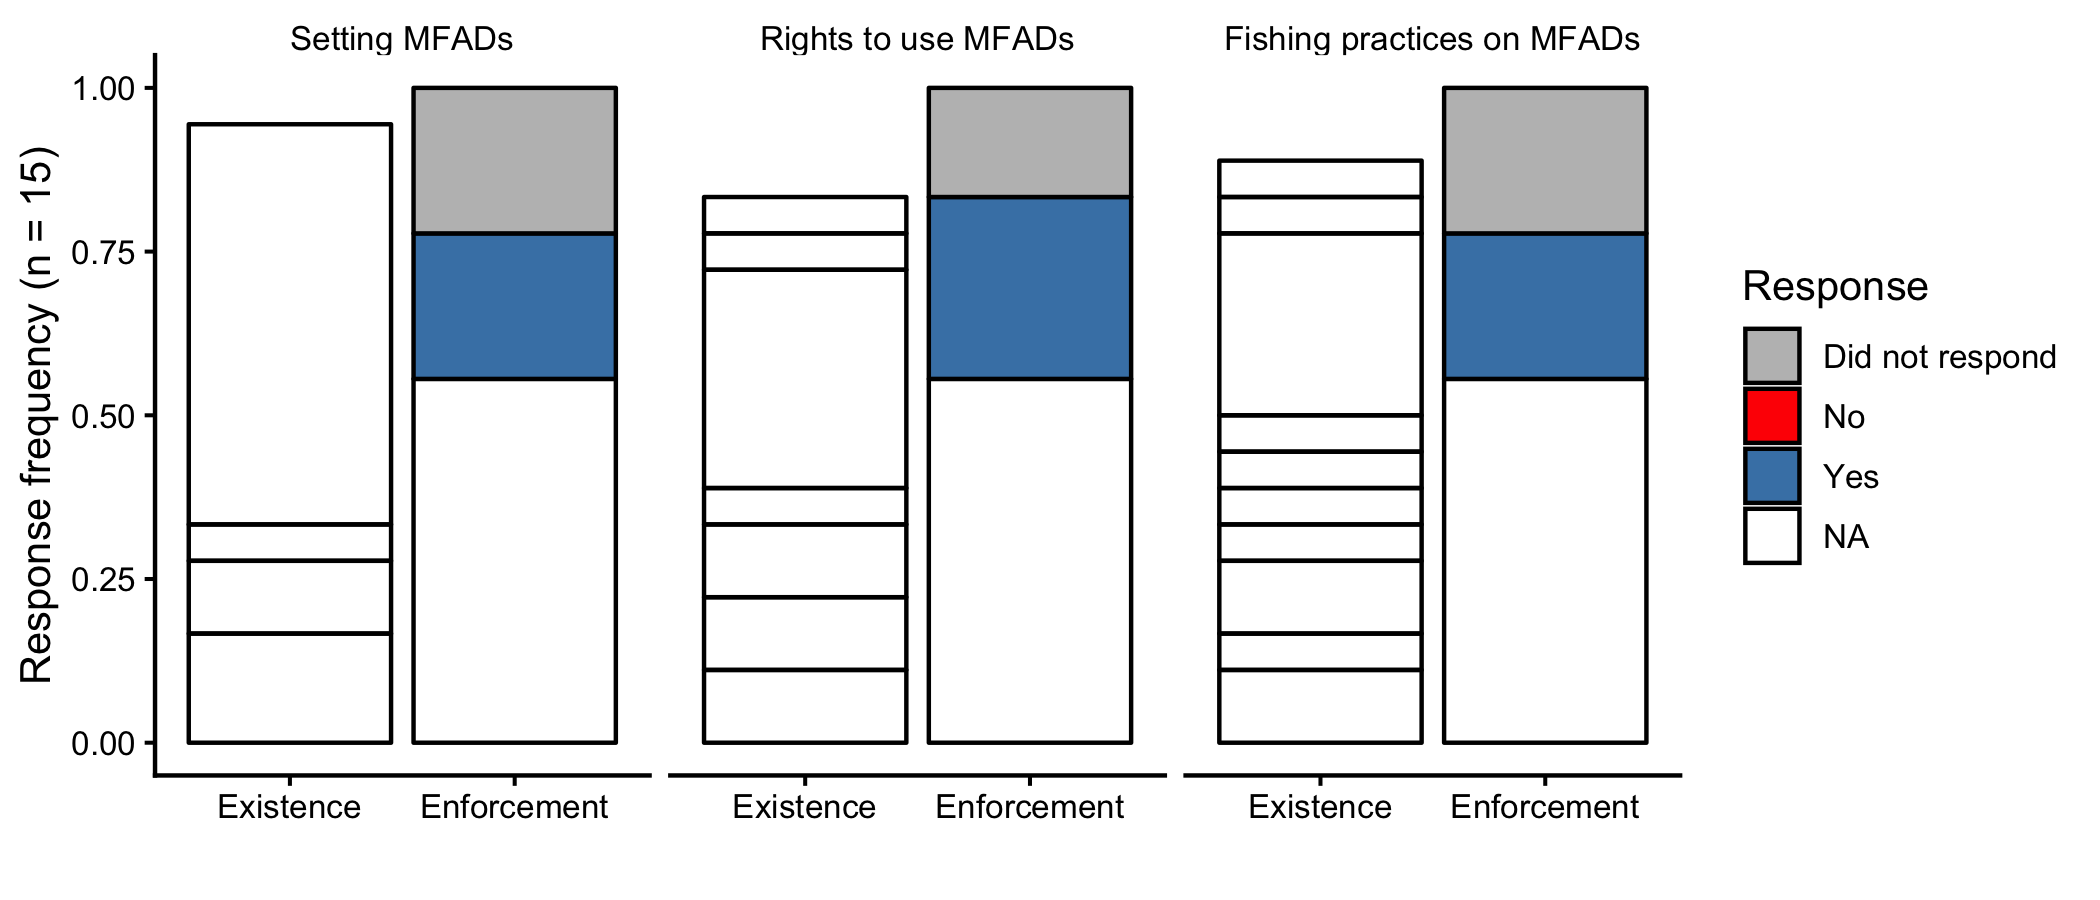 Setting MFADs
Rights to use MFADs
Fishing practices on MFADs
Response frequency (n = 15)
1.00
0.75
0.50
0.25
0.00
Existence
Enforcement
Existence
Enforcement
Existence
Enforcement
Response
Did not respond
No
Yes
NA